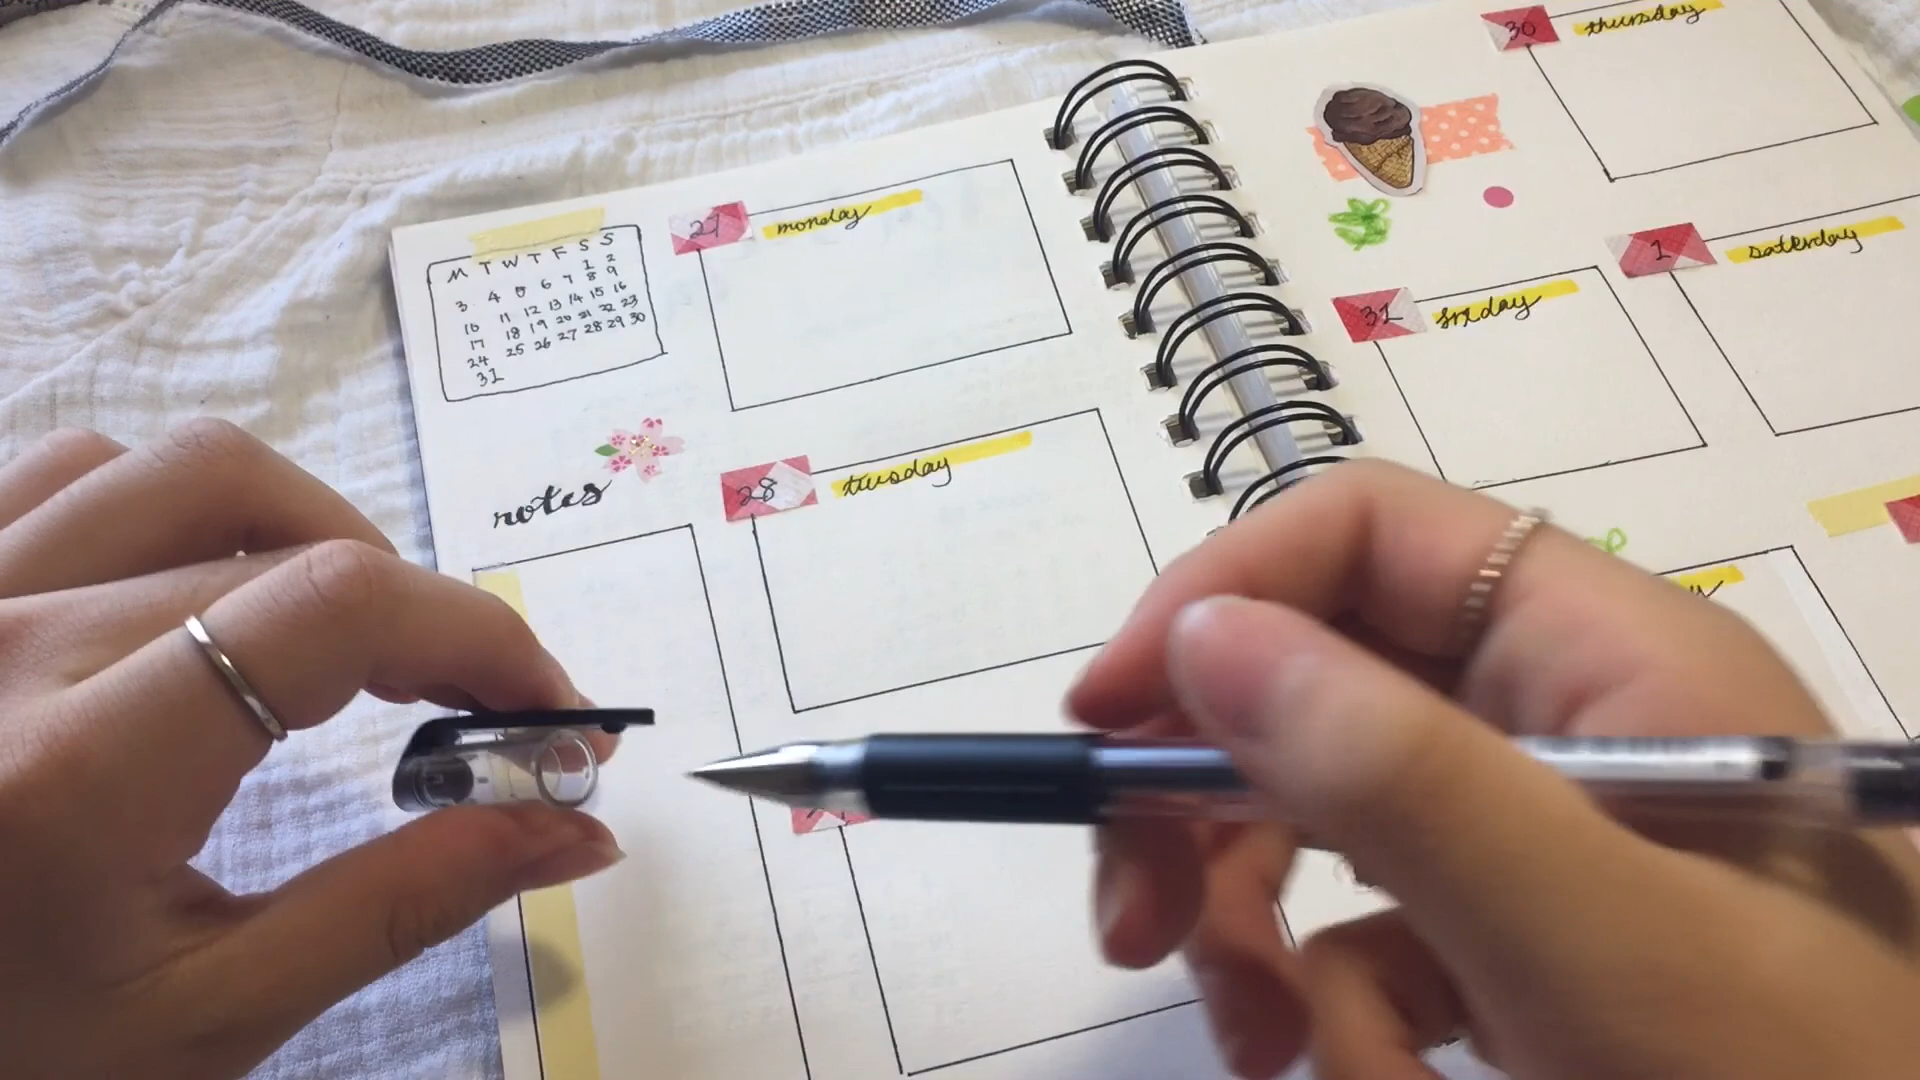 M T W T F S S
1 2
3 4 5 6 7 8 9
10 11 12 13 14 15 16
17 18 19 20 21 22 23
24 25 26 27 28 29 30
31
notes
27 monday
28 tuesday
30 thursday
31 friday
1 saturday